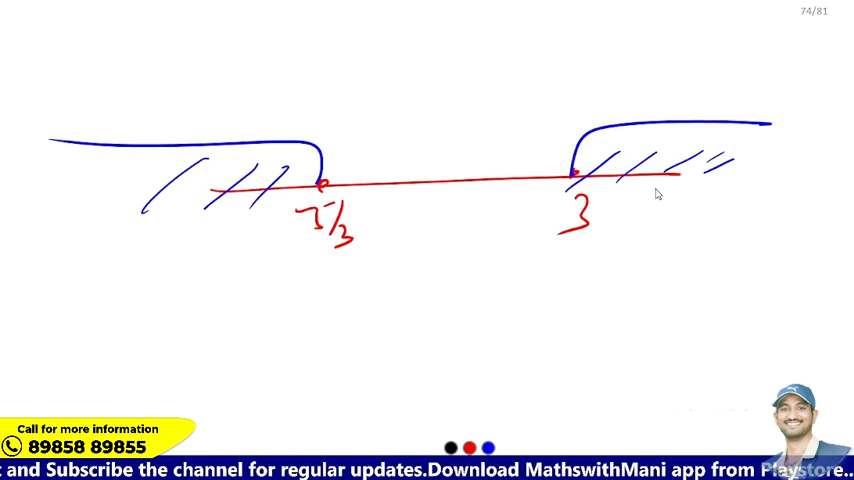 74/81
-5/3
3
Call for more information
89858 89855
t and Subscribe the channel for regular updates.Download MathswithMani app from Playstore..